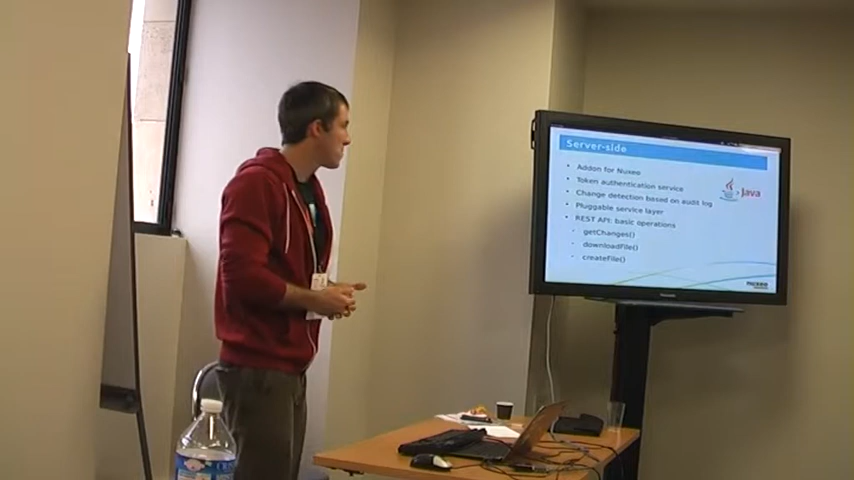 Server-side
Addon for Nuxeo
Token authentication service
Change detection based on audit log
Pluggable service layer
REST API: basic operations
getChanges()
downloadFile()
createFile()
Java
nuxeo